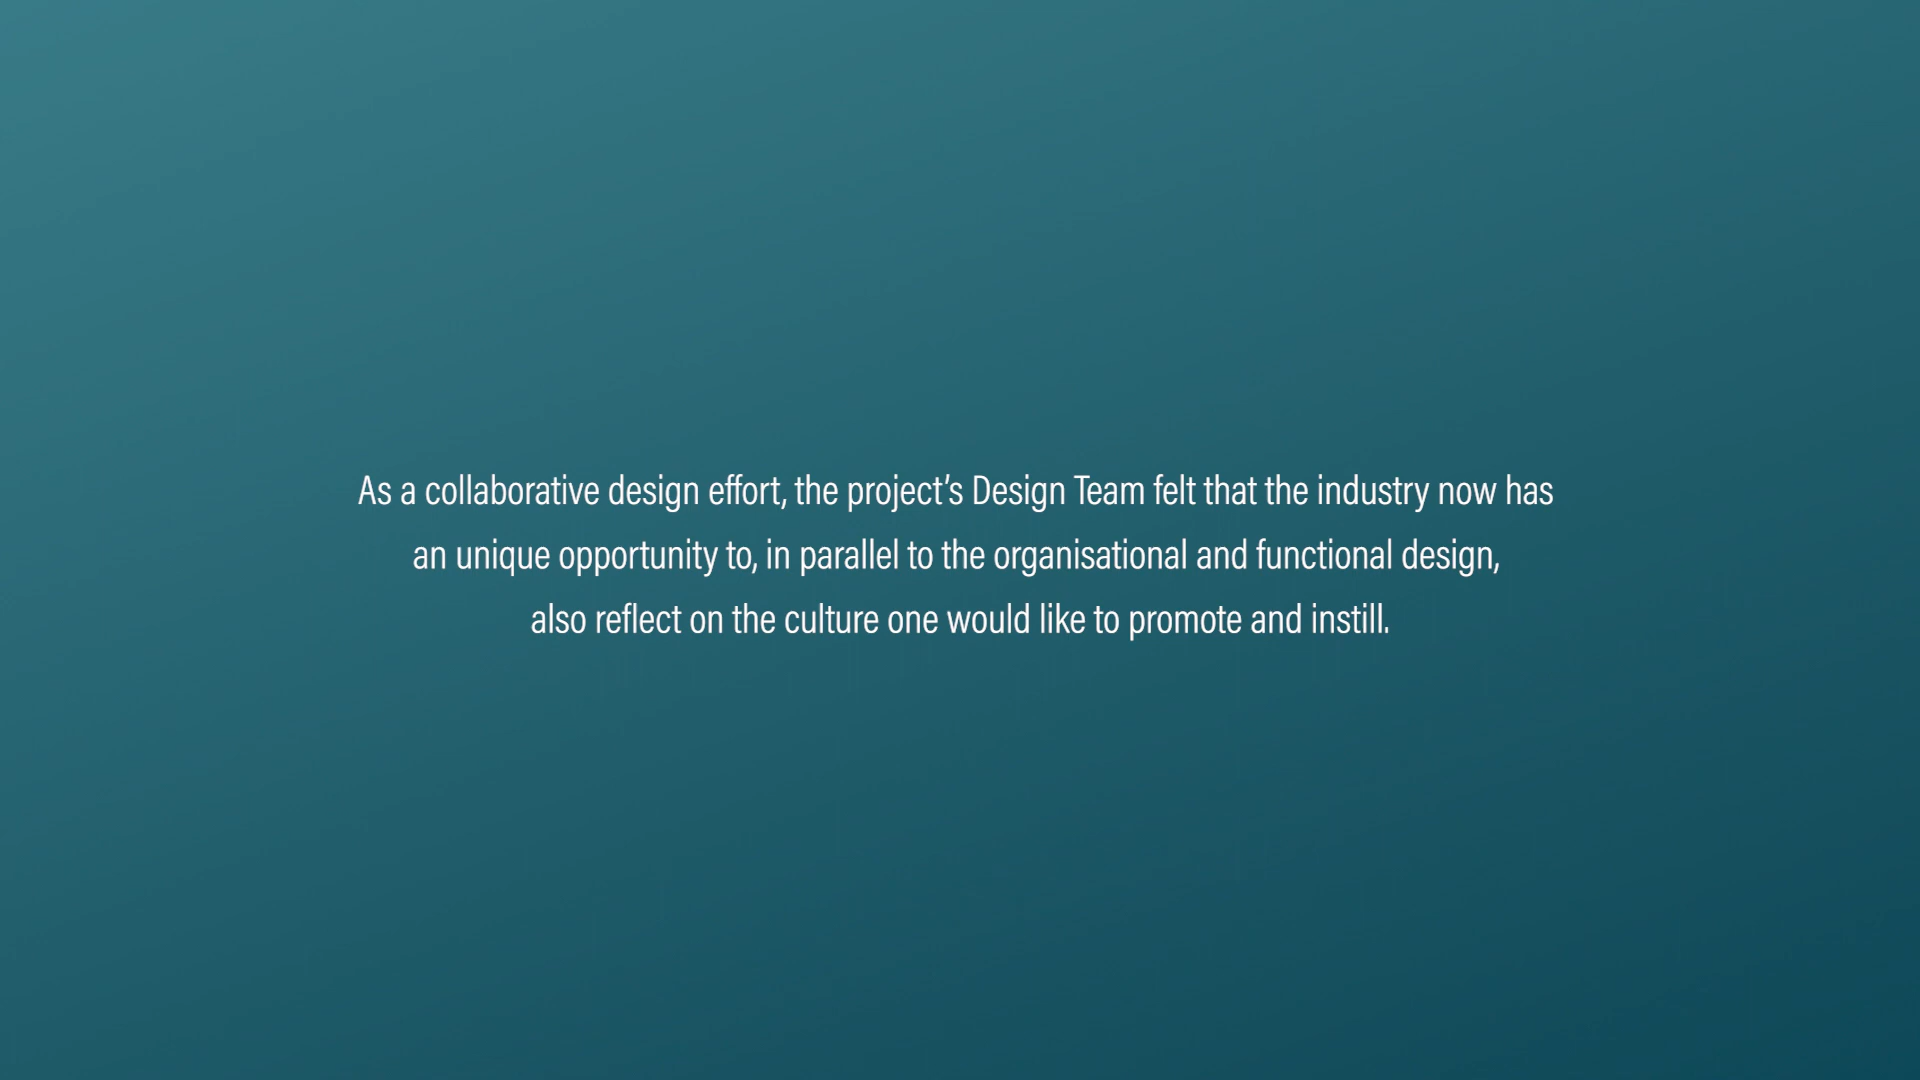 As a collaborative design effort, the project’s Design Team felt that the industry now has
an unique opportunity to, in parallel to the organisational and functional design,
also reflect on the culture one would like to promote and instill.